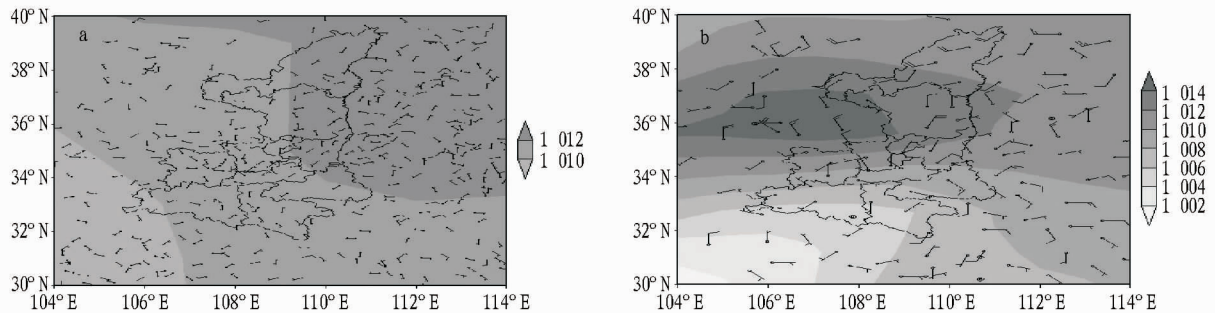 a
40° N
38° N
36° N
34° N
32° N
30° N
104° E
106° E
108° E
110° E
112° E
114° E
1 012
1 010
b
40° N
38° N
36° N
34° N
32° N
30° N
104° E
106° E
108° E
110° E
112° E
114° E
1 014
1 012
1 010
1 008
1 006
1 004
1 002